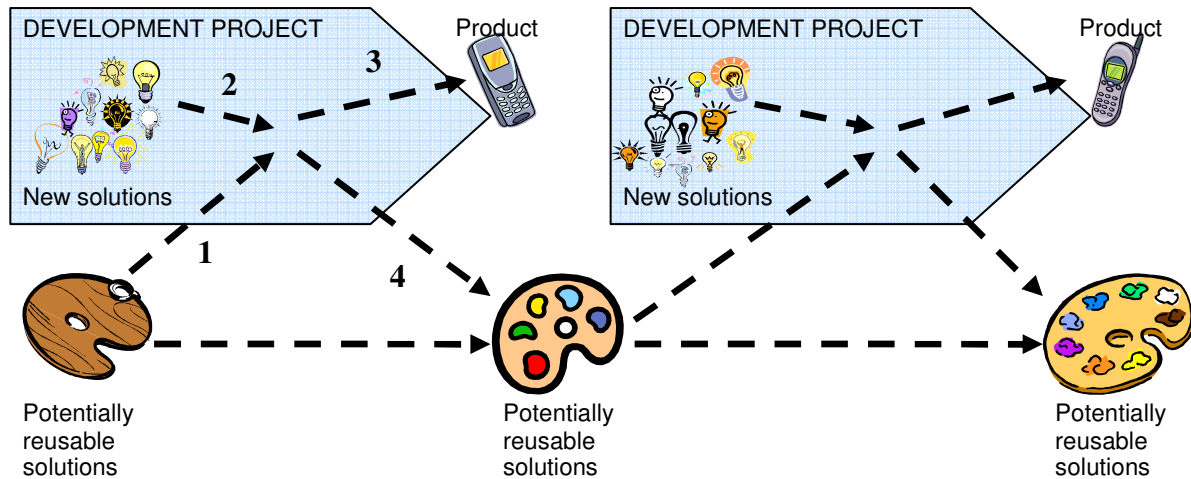 DEVELOPMENT PROJECT
Product
2
3
New solutions
1
4
Potentially
reusable
solutions
DEVELOPMENT PROJECT
Product
New solutions
Potentially
reusable
solutions
Potentially
reusable
solutions